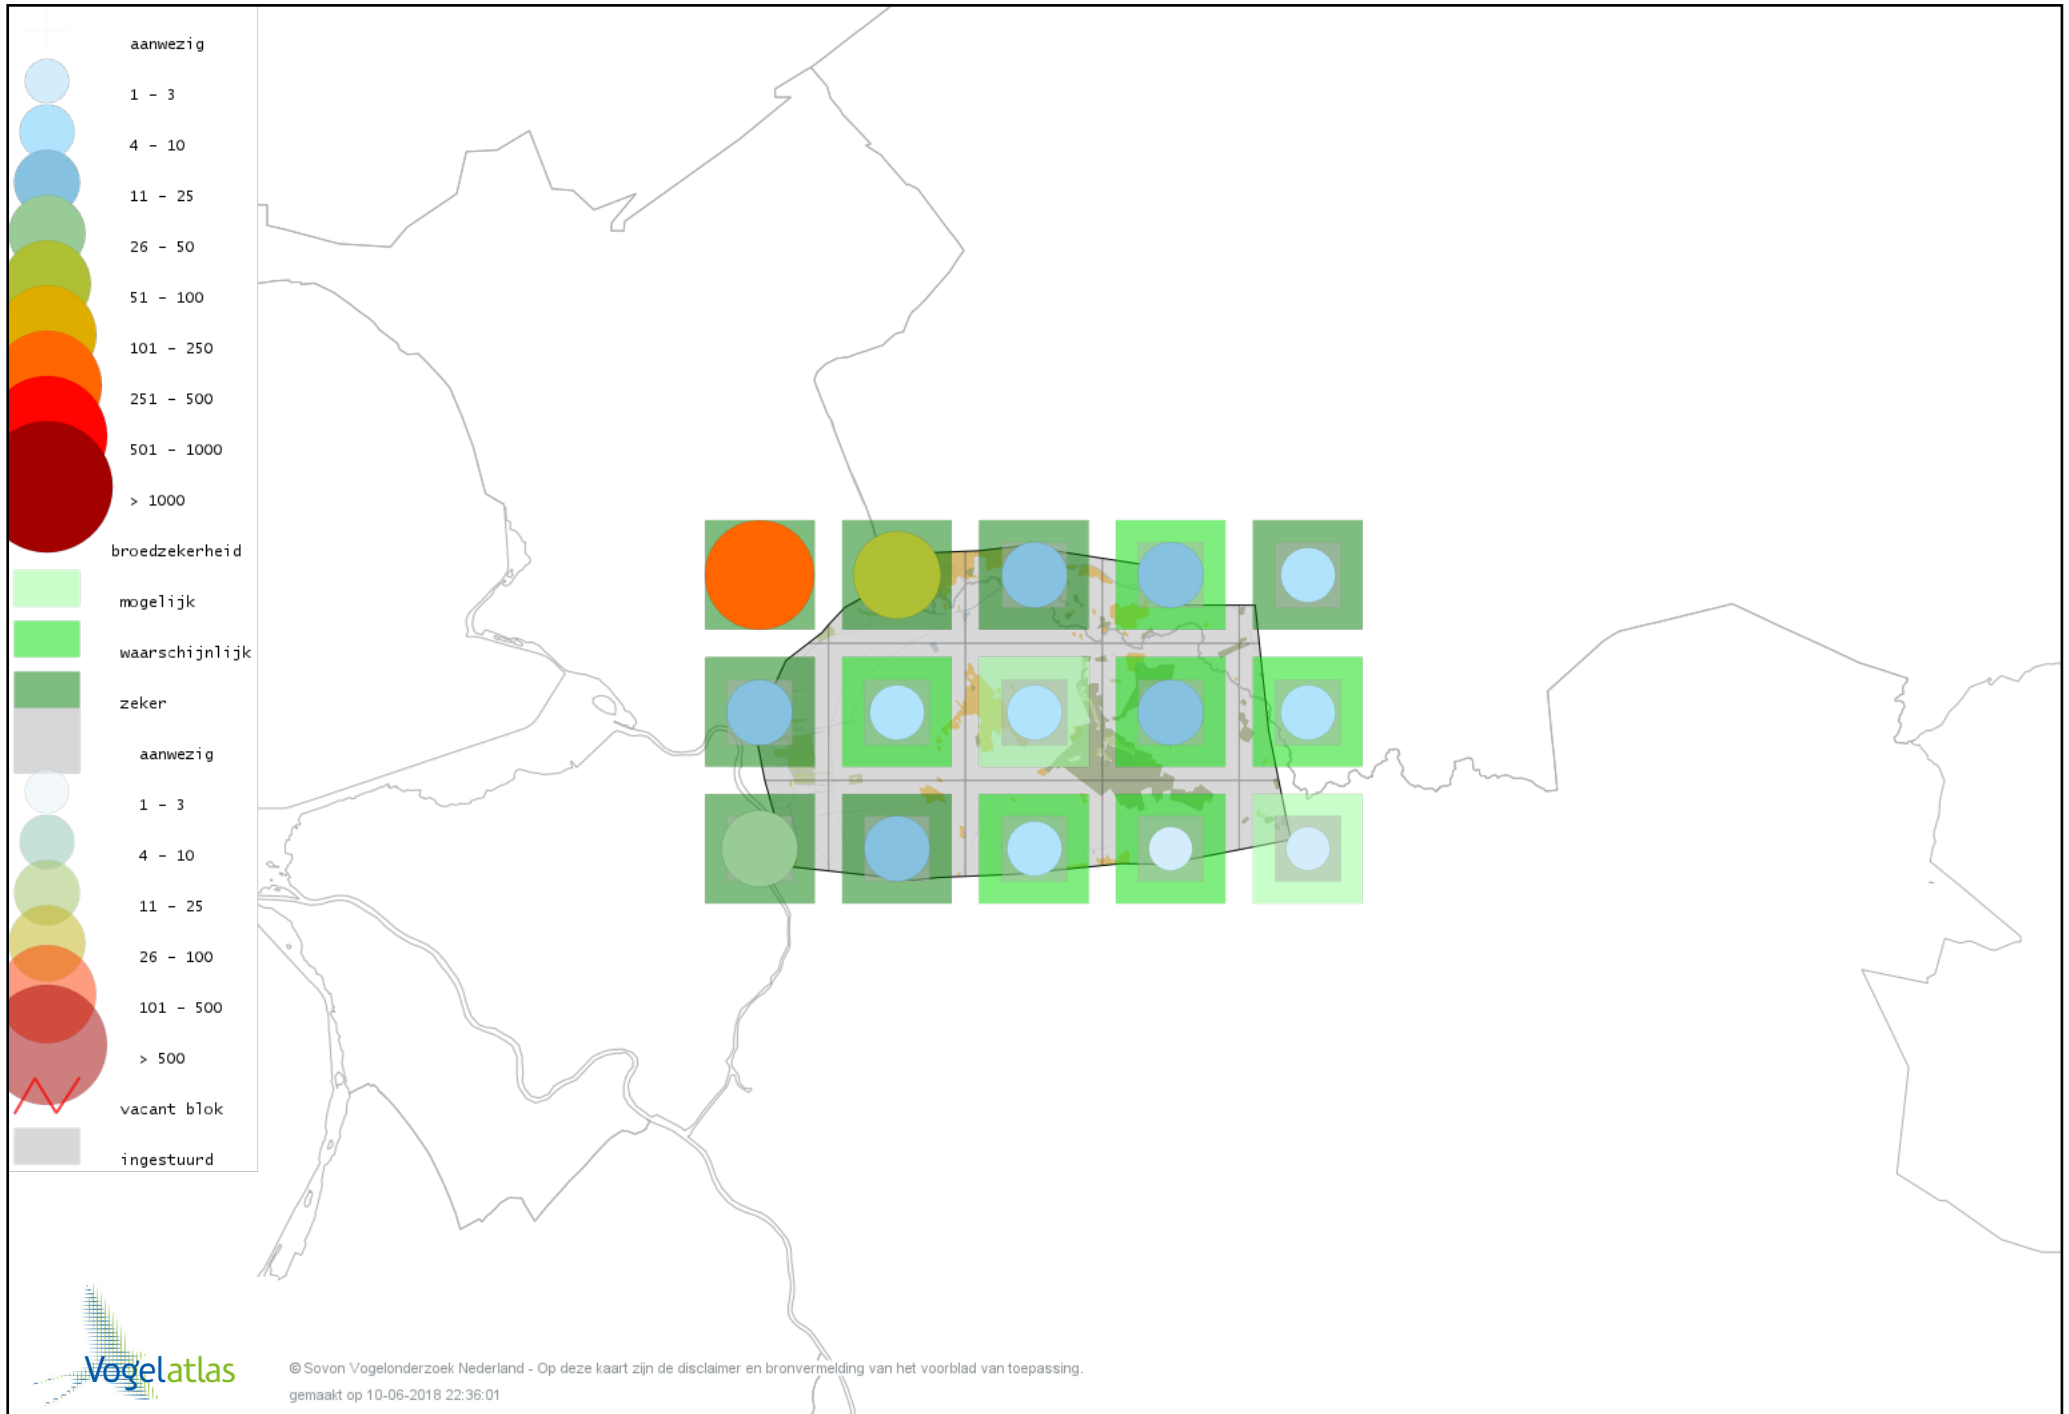 aanwezig
1 - 3
4 - 10
11 - 25
26 - 50
51 - 100
101 - 250
251 - 500
501 - 1000
> 1000
broedzekerheid
mogelijk
waarschijnlijk
zeker
aanwezig
1 - 3
4 - 10
11 - 25
26 - 100
101 - 500
> 500
vacant blok
ingestuurd
Vogelatlas
© Sovon Vogelonderzoek Nederland - Op deze kaart zijn de disclaimer en bronvermelding van het voorblad van toepassing.
gemaakt op 10-06-2018 22:36:01